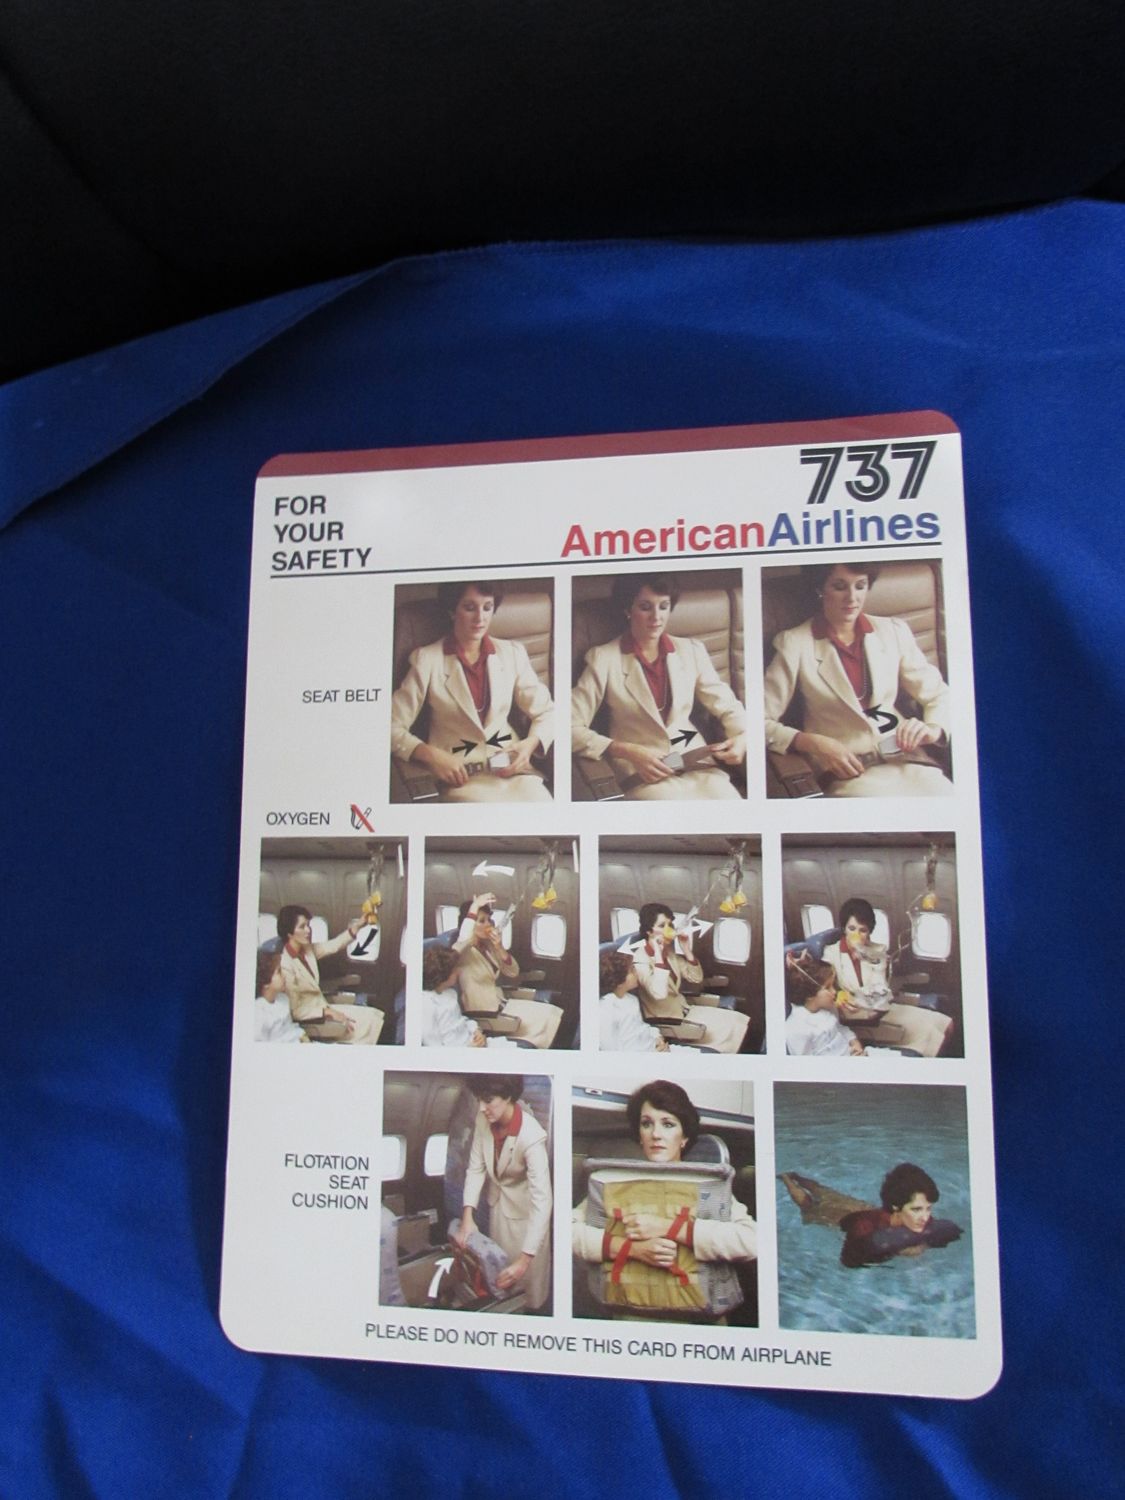 FOR
YOUR
SAFETY
737
AmericanAirlines
SEAT BELT
OXYGEN
FLOTATION
SEAT
CUSHION
PLEASE DO NOT REMOVE THIS CARD FROM AIRPLANE